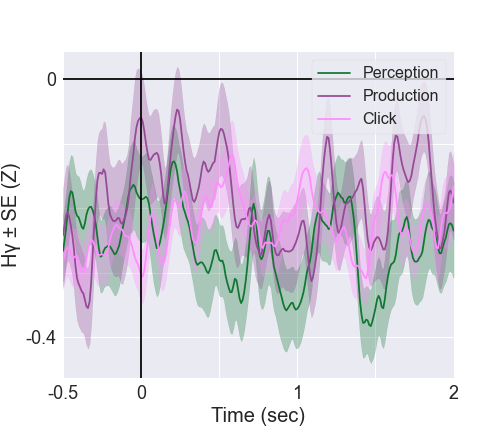 Perception
Production
Click
0
-0.4
Hγ ± SE (Z)
-0.5
0
1
2
Time (sec)